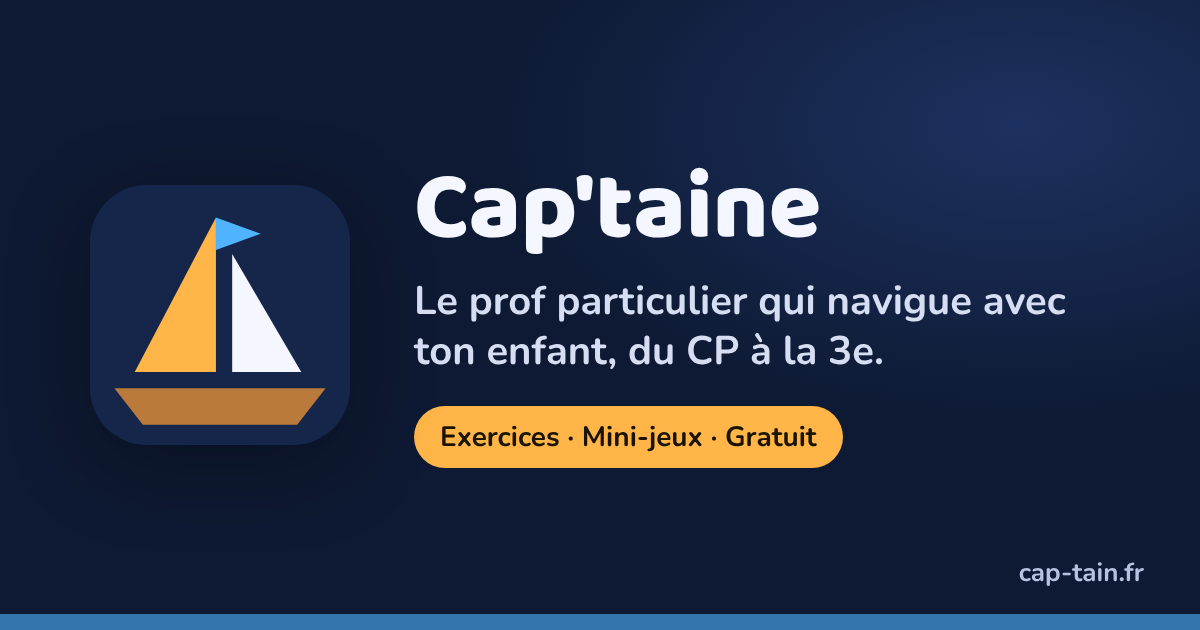 Cap'taine
Le prof particulier qui navigue avec
ton enfant, du CP à la 3e.
Exercices · Mini-jeux · Gratuit
cap-tain.fr